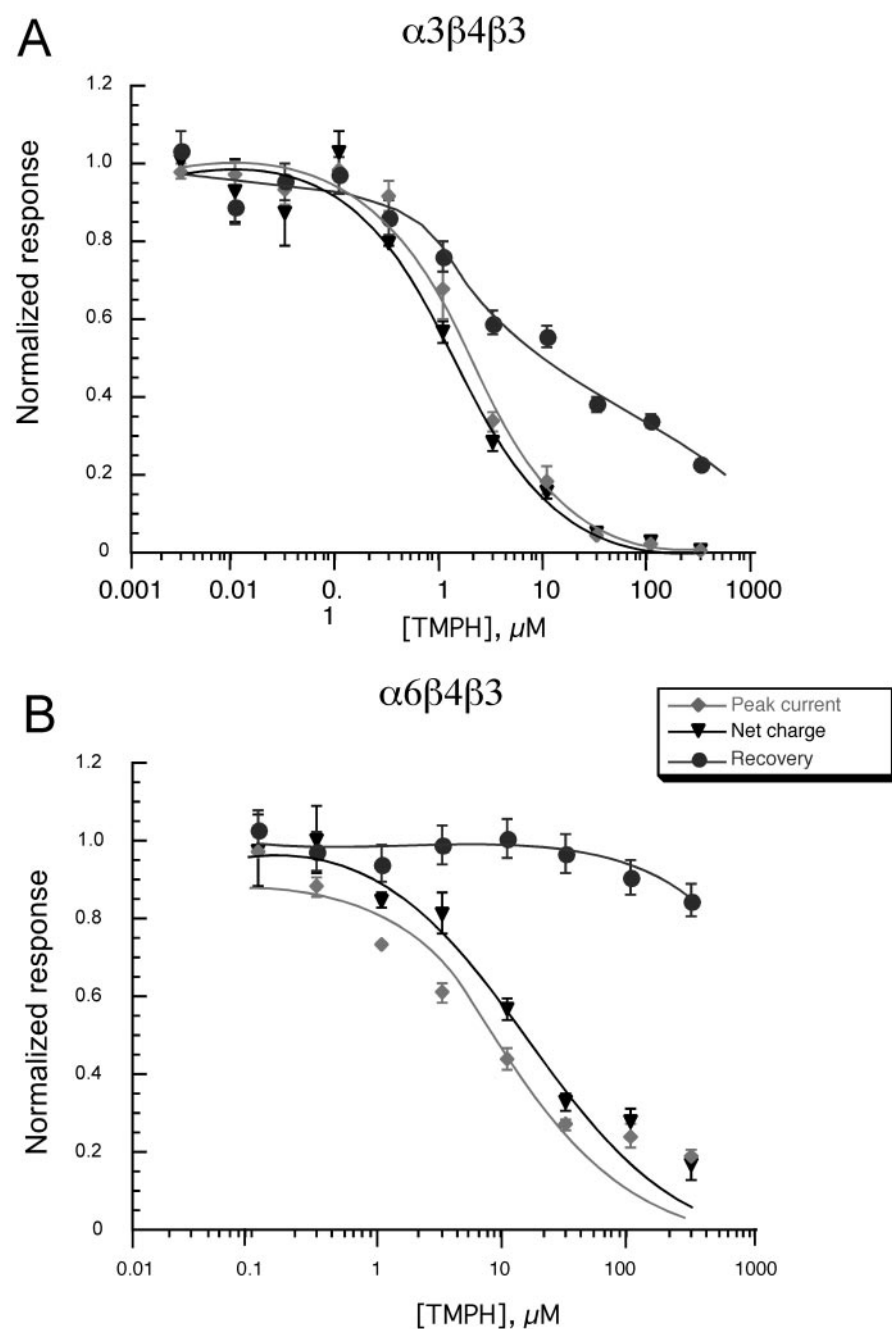 A
α3β4β3
1.2
1.0
0.8
0.6
0.4
0.2
0
Normalized response
0.001 0.01 0. 1 10 100 1000
1
[TMPH], µM
B
α6β4β3
Peak current
Net charge
Recovery
1.2
1.0
0.8
0.6
0.4
0.2
0
Normalized response
0.01 0.1 1 10 100 1000
[TMPH], µM